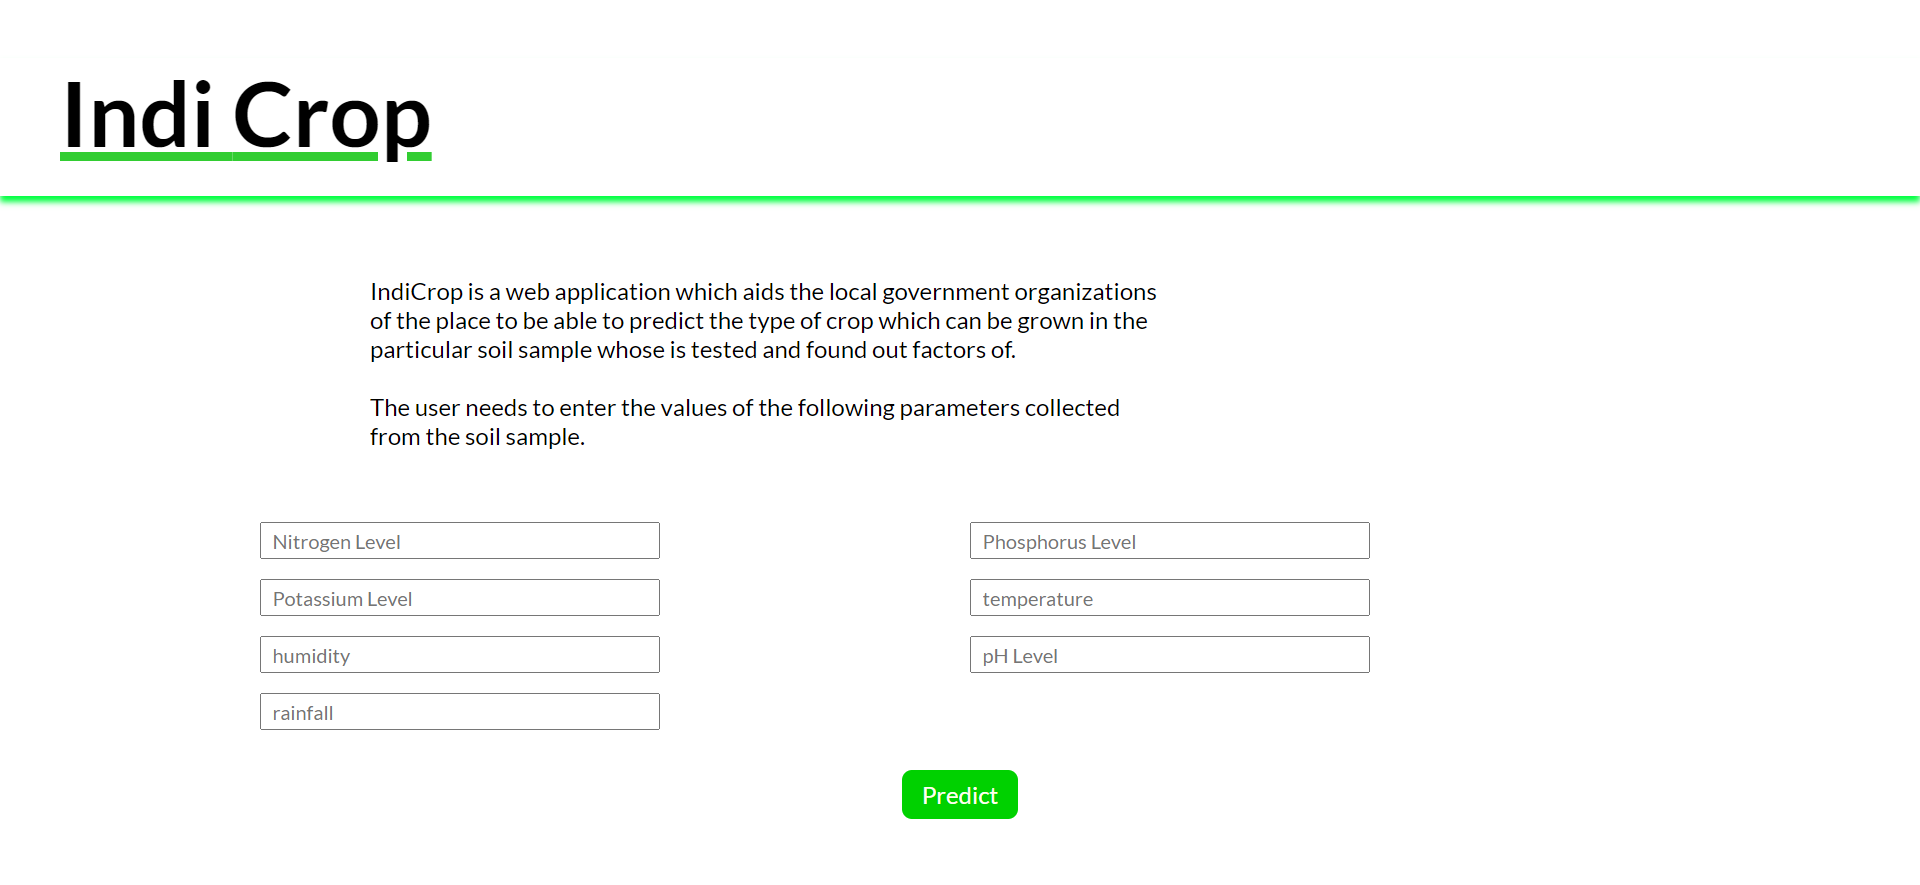 Indi Crop
IndiCrop is a web application which aids the local government organizations
of the place to be able to predict the type of crop which can be grown in the
particular soil sample whose is tested and found out factors of.
The user needs to enter the values of the following parameters collected
from the soil sample.
Nitrogen Level
Phosphorus Level
Potassium Level
temperature
humidity
pH Level
rainfall
Predict